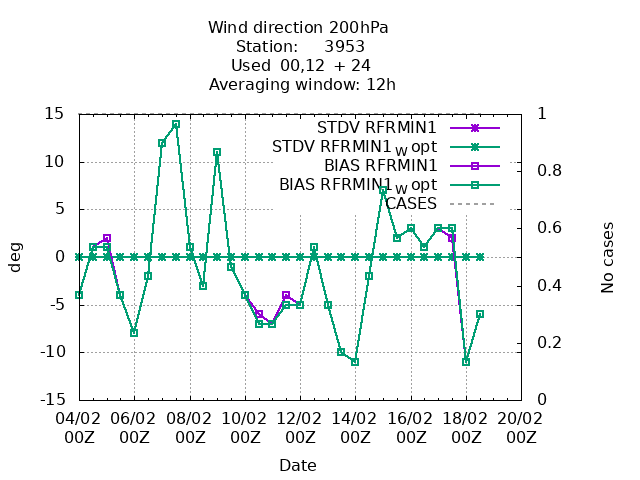 Wind direction 200hPa
Station: 3953
Used 00,12 + 24
Averaging window: 12h
STDV RFRMIN1
STDV RFRMIN1w opt
BIAS RFRMIN1
BIAS RFRMIN1w opt
CASES
deg
15
10
5
0
-5
-10
-15
No cases
1
0.8
0.6
0.4
0.2
0
04/02 06/02 08/02 10/02 12/02 14/02 16/02 18/02 20/02
00Z 00Z 00Z 00Z 00Z 00Z 00Z 00Z 00Z
Date